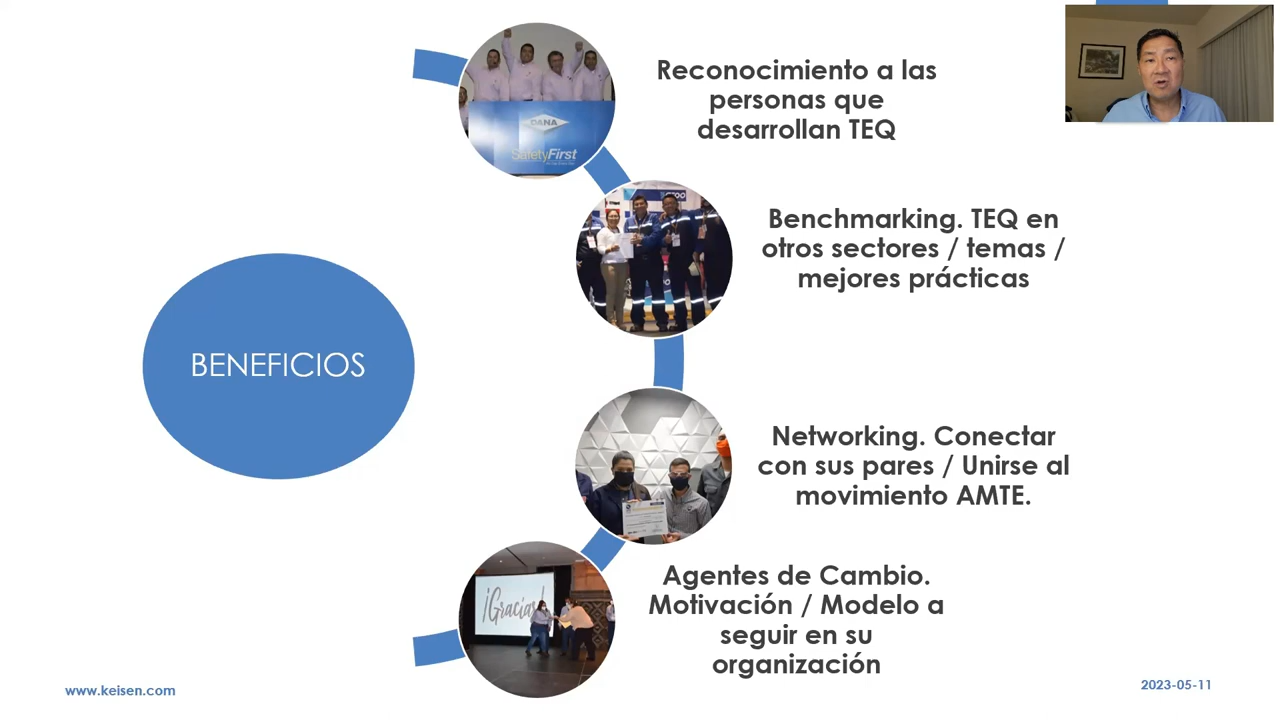 Reconocimiento a las
personas que
desarrollan TEQ
DANA
SafetyFirst
Benchmarking. TEQ en
otros sectores / temas /
mejores prácticas
BENEFICIOS
Networking. Conectar
con sus pares / Unirse al
movimiento AMTE.
¡Gracias!
Agentes de Cambio.
Motivación / Modelo a
seguir en su
organización
www.keisen.com
2023-05-11